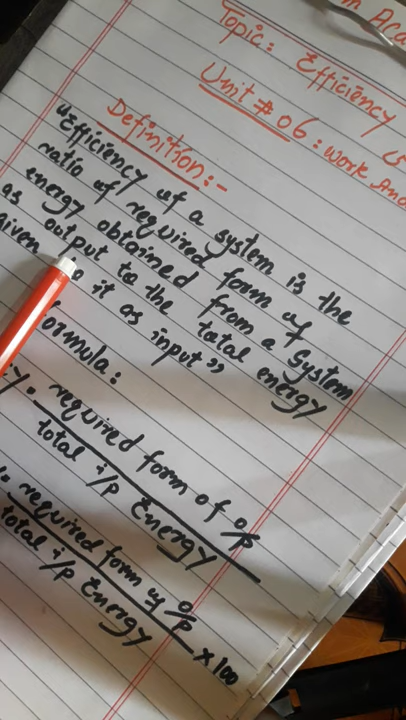 Topic: Efficiency
Unit # 06: Work And
Definition:-
"Efficiency of a system is the
ratio of required form of
energy obtained from a system
as output to the total energy
given to it as input"
formula:
required form of o/p
total i/p Energy
required form of o/p
total i/p Energy × 100